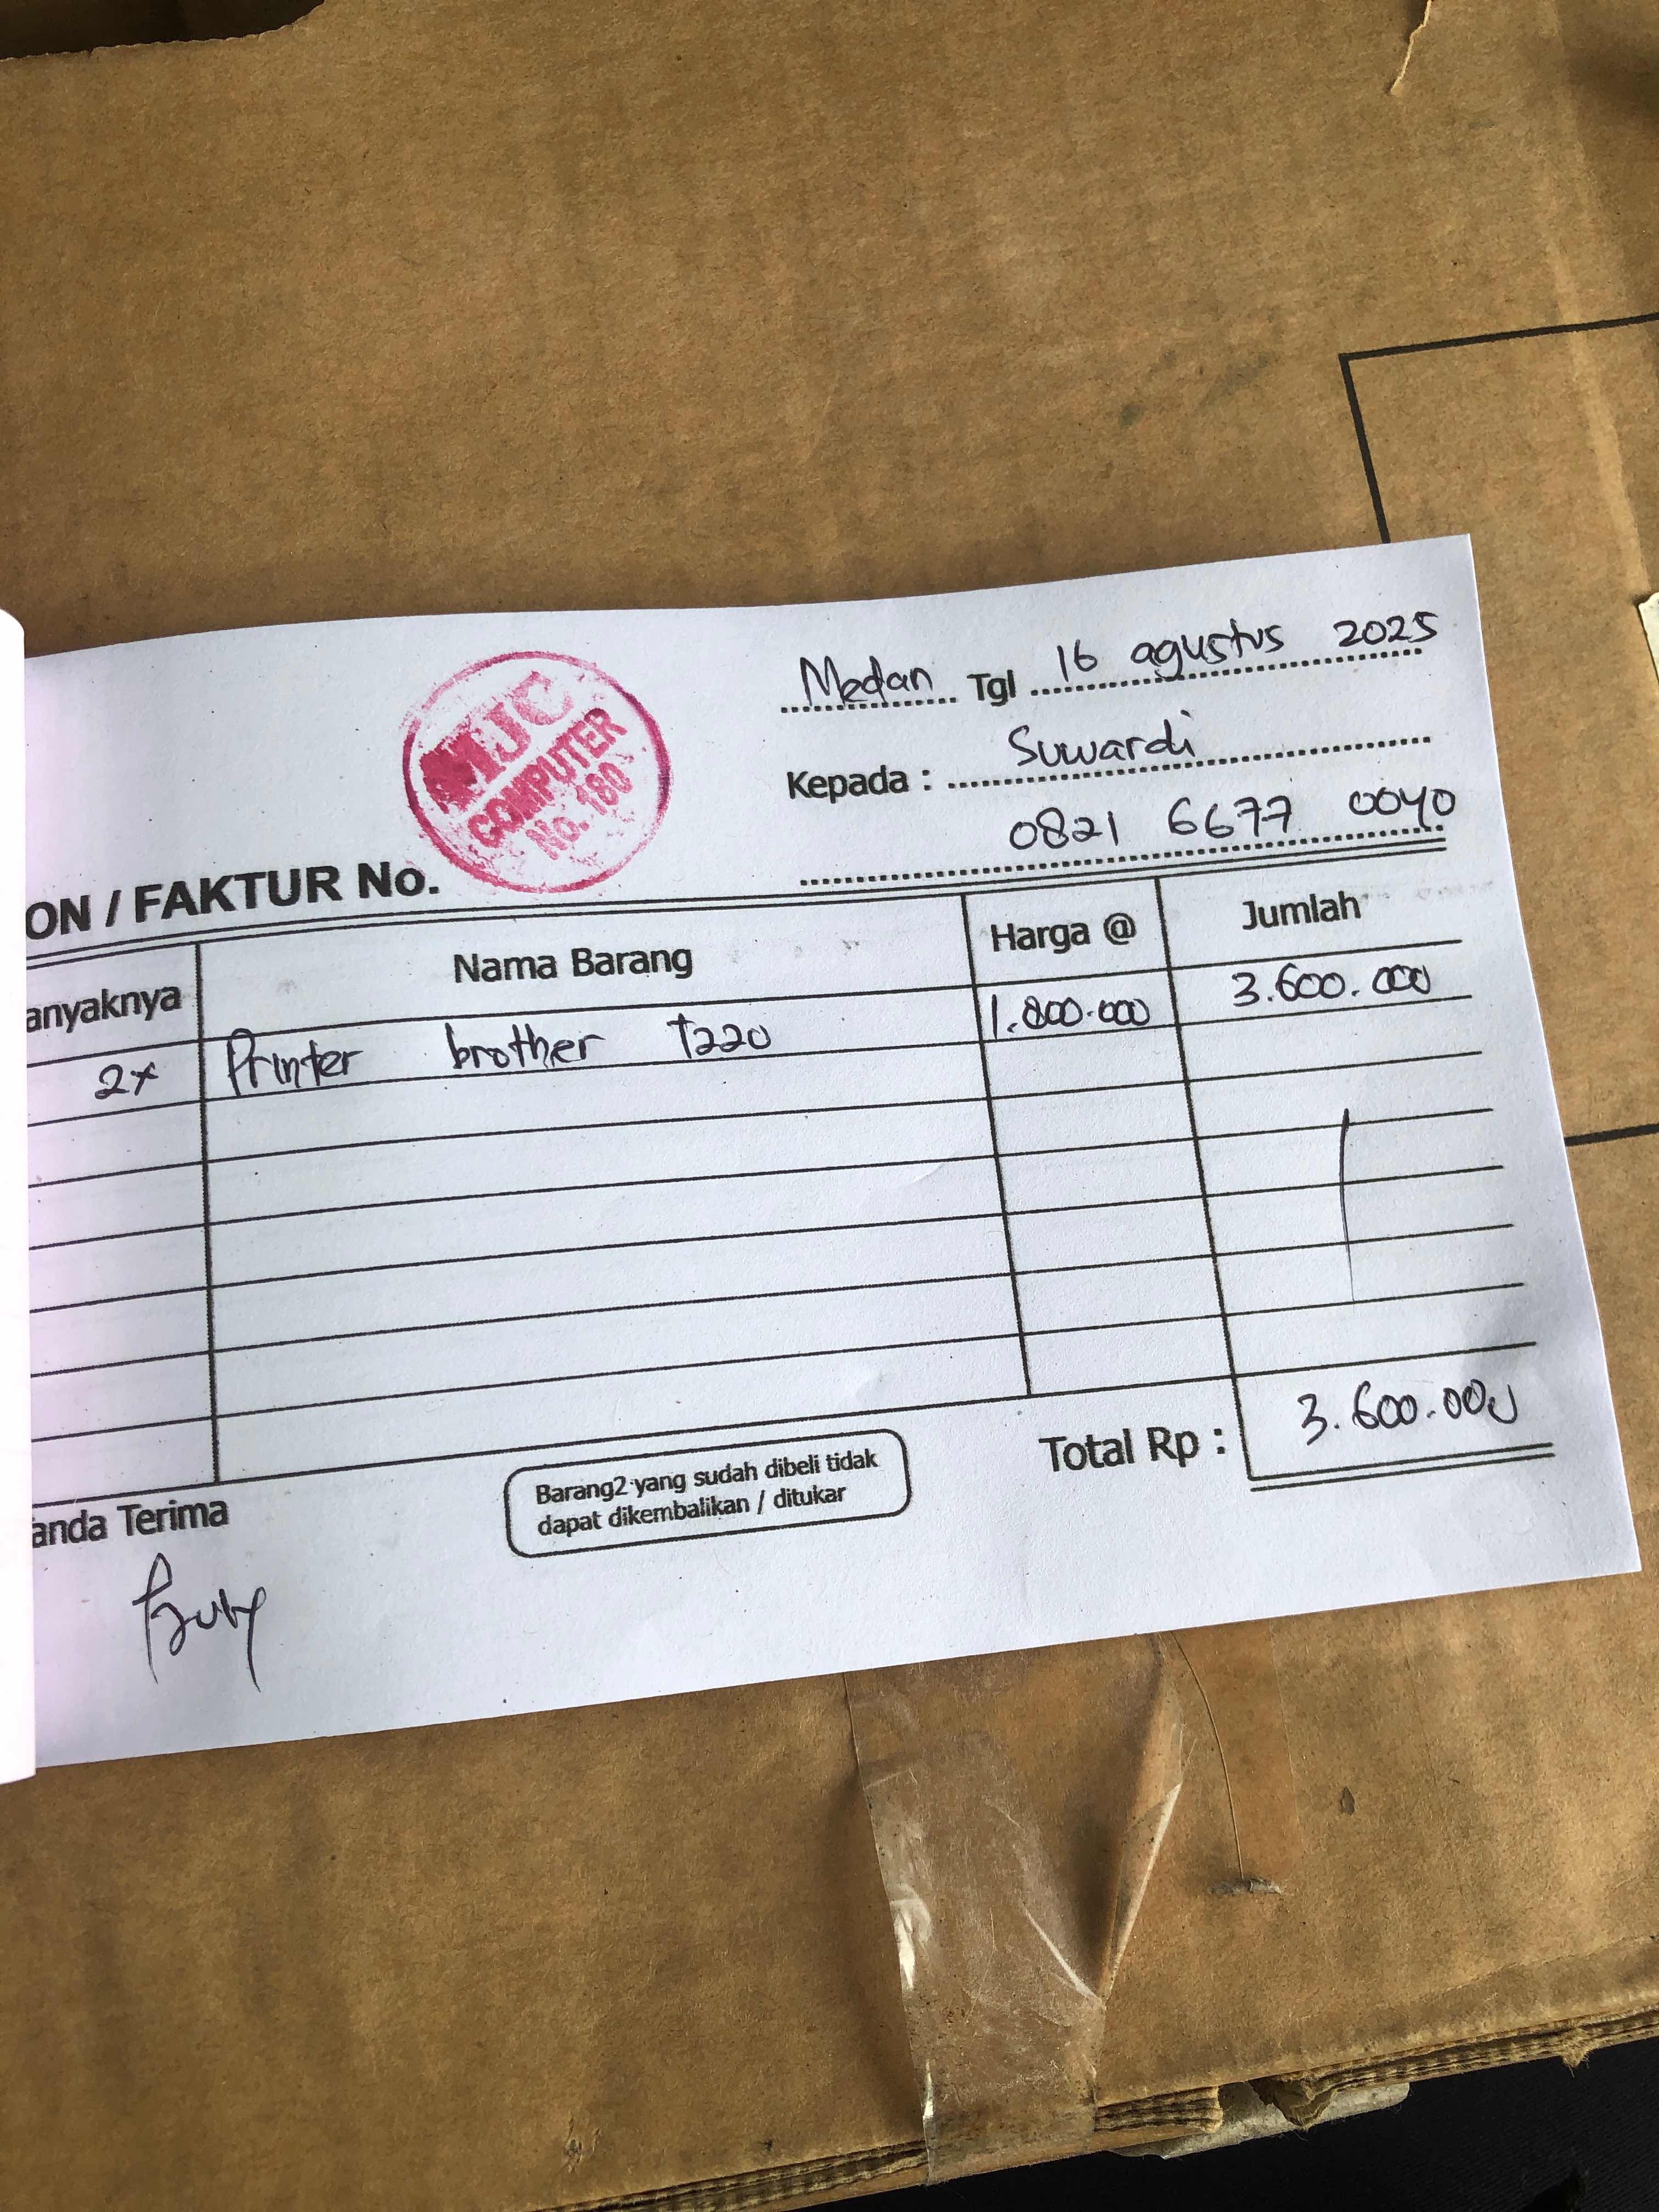 Medan Tgl 16 agustus 2025
Kepada : Suwardi
0821 6677 0040
MJC
COMPUTER
No. 180
ON / FAKTUR No.
anyaknya Nama Barang Harga @ Jumlah
2x Printer brother T220 1.800.000 3.600.000
Total Rp : 3.600.000
anda Terima
Barang2 yang sudah dibeli tidak
dapat dikembalikan / ditukar